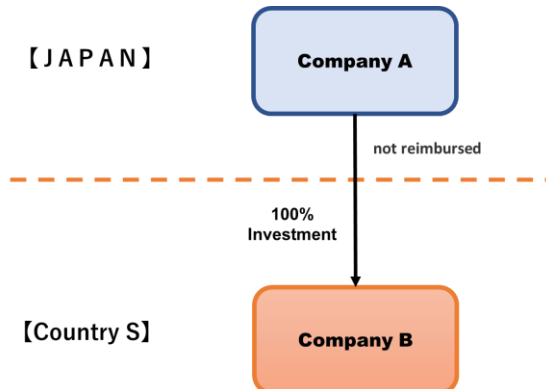 【JAPAN】
Company A
not reimbursed
100%
Investment
【Country S】
Company B